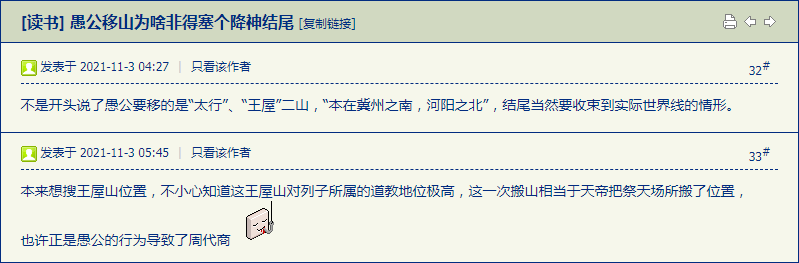 [读书] 愚公移山为啥非得塞个降神结尾 [复制链接]
发表于 2021-11-3 04:27 | 只看该作者 32#
不是开头说了愚公要移的是“太行”、“王屋”二山，“本在冀州之南，河阳之北”，结尾当然要收束到实际世界线的情形。
发表于 2021-11-3 05:45 | 只看该作者 33#
本来想搜王屋山位置，不小心知道这王屋山对列子所属的道教地位极高，这一次搬山相当于天帝把祭天场所搬了位置，
也许正是愚公的行为导致了周代商